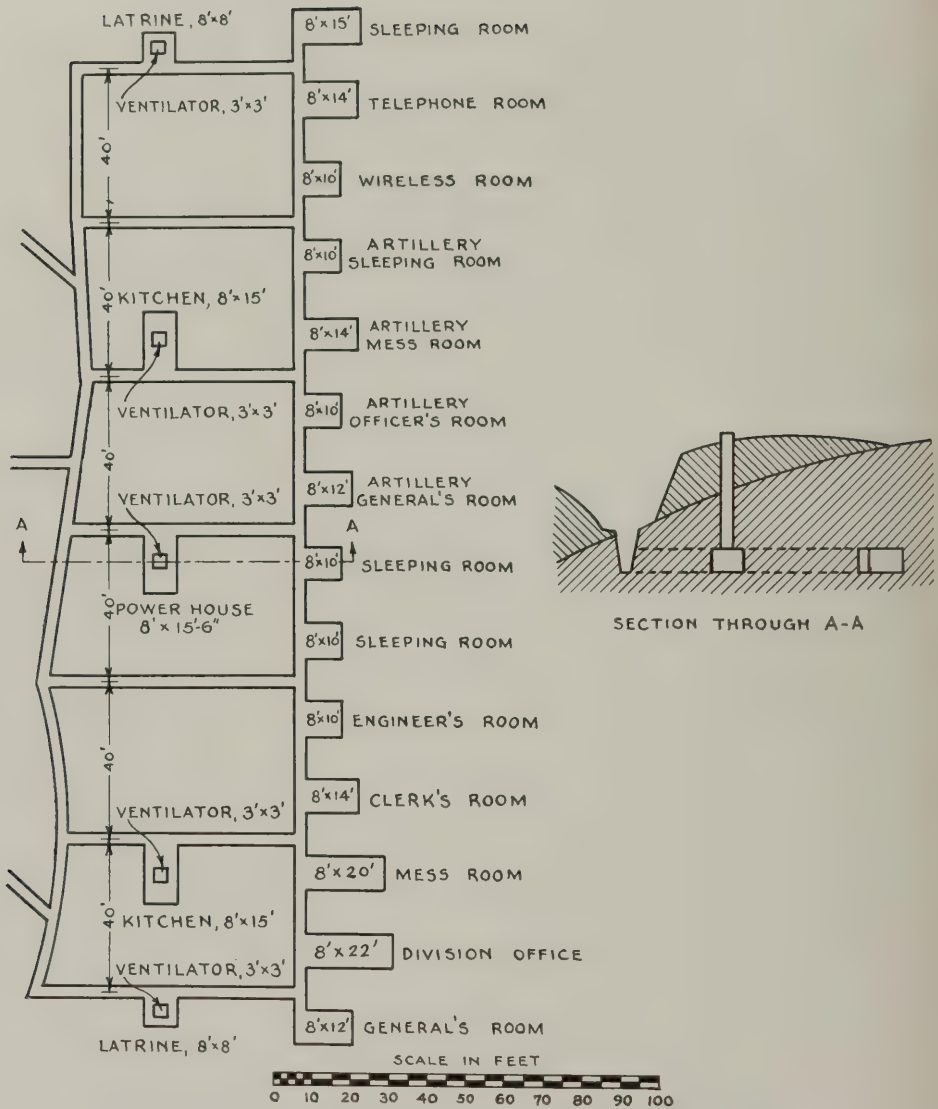 LATRINE, 8'×8'
8'×15' SLEEPING ROOM
VENTILATOR, 3'×3'
8'×14' TELEPHONE ROOM
40'
8'×10' WIRELESS ROOM
8'×10' ARTILLERY
SLEEPING ROOM
40'
KITCHEN, 8'×15'
8'×14' ARTILLERY
MESS ROOM
VENTILATOR, 3'×3'
8'×10' ARTILLERY
OFFICER'S ROOM
40'
VENTILATOR, 3'×3'
8'×12' ARTILLERY
GENERAL'S ROOM
A
A
8'×10' SLEEPING ROOM
40'
POWER HOUSE
8' × 15'-6"
8'×10' SLEEPING ROOM
SECTION THROUGH A-A
8'×10' ENGINEER'S ROOM
40'
8'×14' CLERK'S ROOM
VENTILATOR, 3'×3'
8'×20' MESS ROOM
40'
KITCHEN, 8'×15'
8'×22' DIVISION OFFICE
VENTILATOR, 3'×3'
8'×12' GENERAL'S ROOM
LATRINE, 8'×8'
SCALE IN FEET
0 10 20 30 40 50 60 70 80 90 100